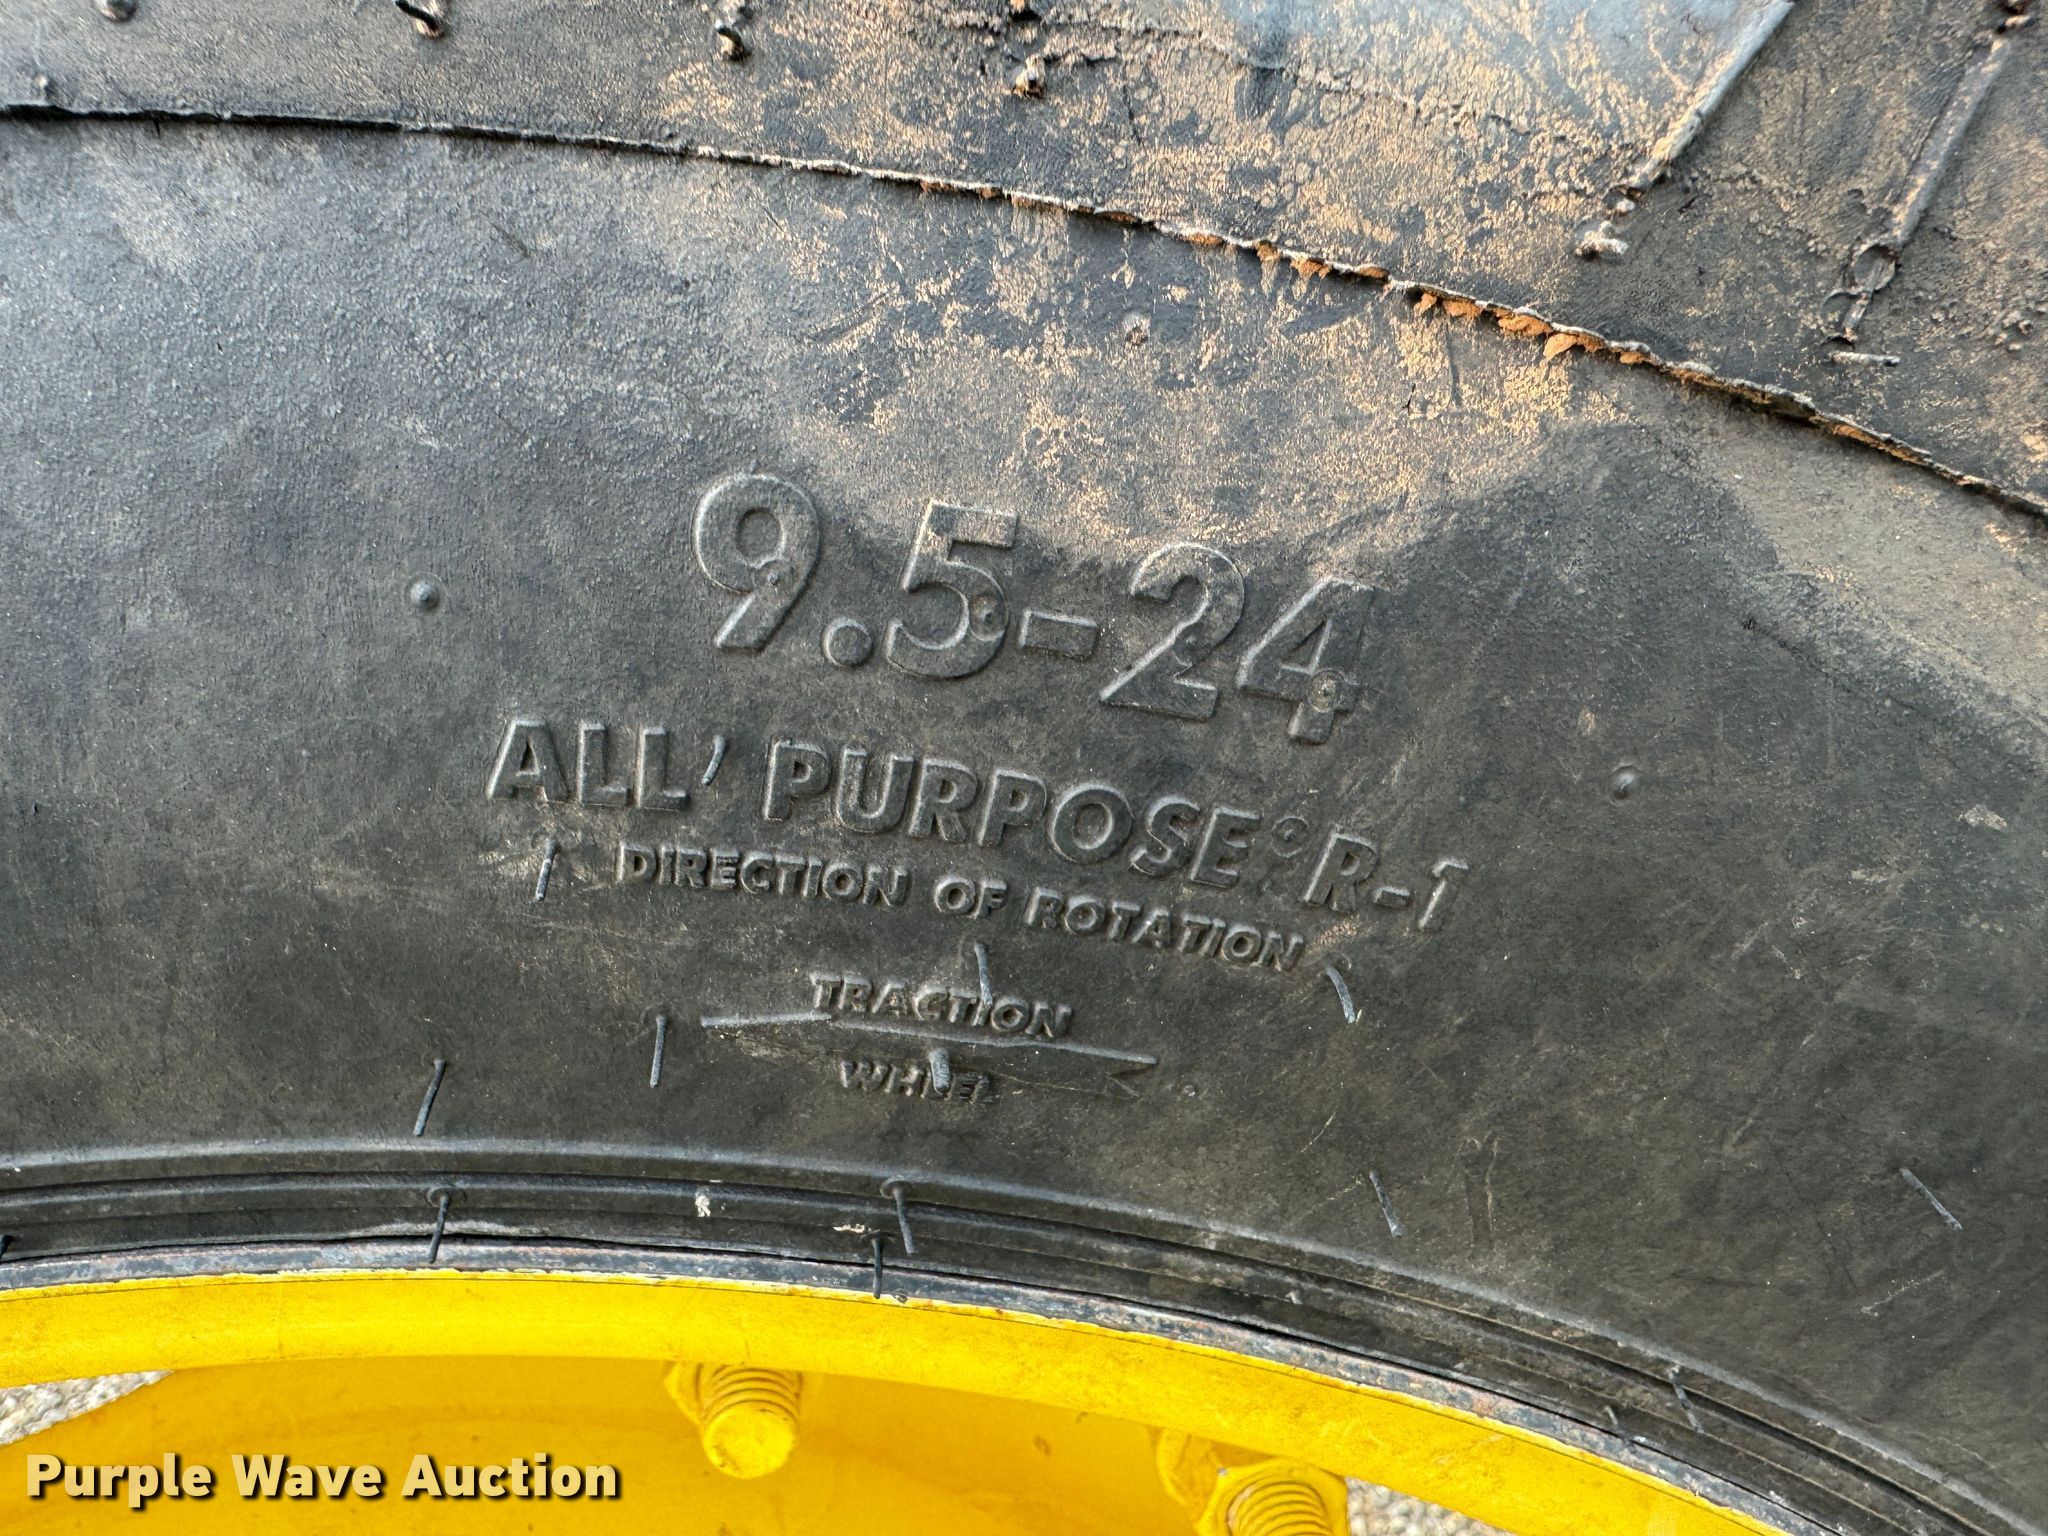 9.5-24
ALL PURPOSE R-1
DIRECTION OF ROTATION
TRACTION
WHEEL
Purple Wave Auction